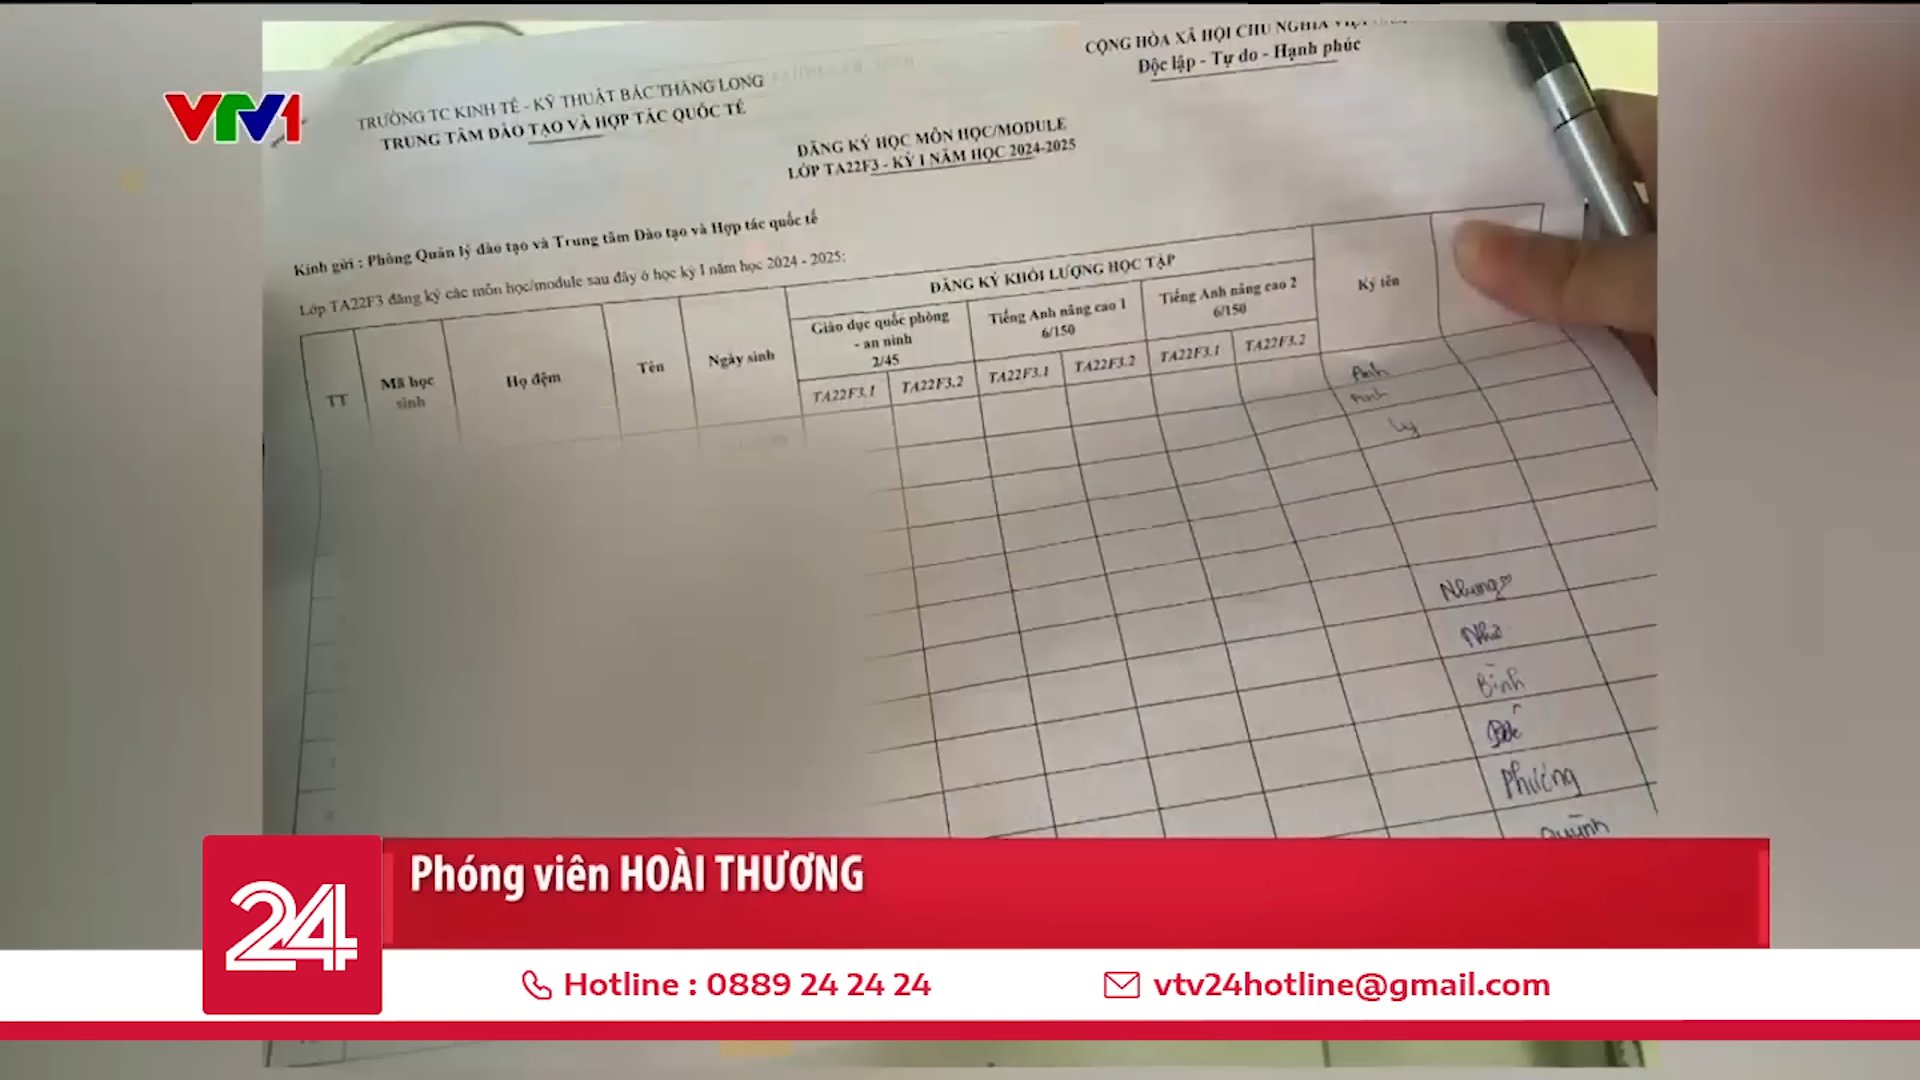 VTV1
TRƯỜNG TC KINH TẾ - KỸ THUẬT BẮC THĂNG LONG
TRUNG TÂM ĐÀO TẠO VÀ HỢP TÁC QUỐC TẾ
CỘNG HÒA XÃ HỘI CHỦ NGHĨA VIỆT NAM
Độc lập - Tự do - Hạnh phúc
ĐĂNG KÝ HỌC MÔN HỌC/MODULE
LỚP TA22F3 - KỲ I NĂM HỌC 2024-2025
Kính gửi : Phòng Quản lý đào tạo và Trung tâm Đào tạo và Hợp tác quốc tế
Lớp TA22F3 đăng ký các môn học/module sau đây ở học kỳ I năm học 2024 - 2025:
TT
Mã học
sinh
Họ đệm
Tên
Ngày sinh
ĐĂNG KÝ KHỐI LƯỢNG HỌC TẬP
Giáo dục quốc phòng
- an ninh
2/45
Tiếng Anh nâng cao 1
6/150
Tiếng Anh nâng cao 2
6/150
Ký tên
TA22F3.1 TA22F3.2 TA22F3.1 TA22F3.2 TA22F3.1 TA22F3.2
Anh
Anh
Ly
Nhung
Như
Bình
Phương
Quỳnh
24
Phóng viên HOÀI THƯƠNG
Hotline : 0889 24 24 24
vtv24hotline@gmail.com